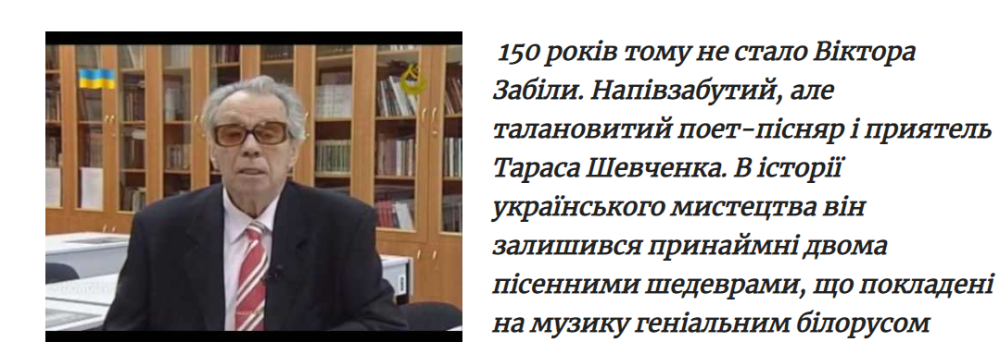 150 років тому не стало Віктора
Забіли. Напівзабутий, але
талановитий поет-пісняр і приятель
Тараса Шевченка. В історії
українського мистецтва він
залишився принаймні двома
пісенними шедеврами, що покладені
на музику геніальним білорусом